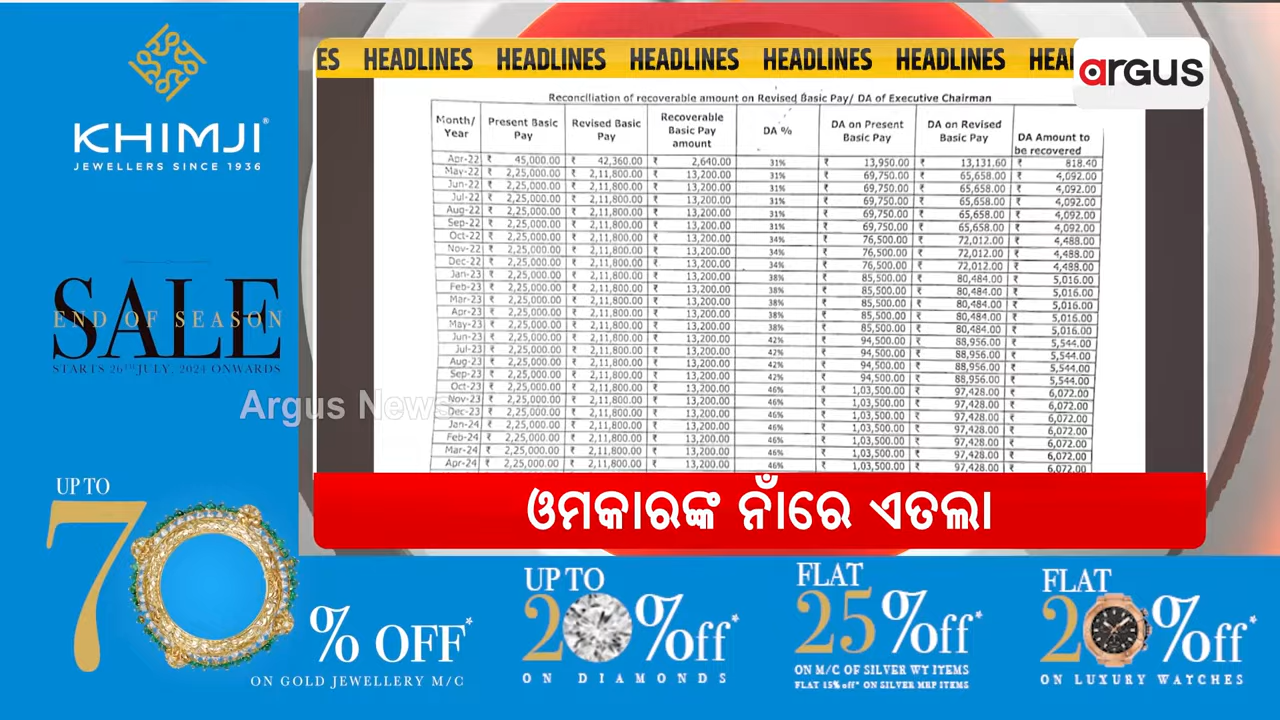 KHIMJI®
JEWELLERS SINCE 1936
SALE
END OF SEASON
STARTS 26TH JULY, 2024 ONWARDS
UP TO
70% OFF*
ON GOLD JEWELLERY M/C
ES HEADLINES HEADLINES HEADLINES HEADLINES HEADLINES HEA
argus
Reconciliation of recoverable amount on Revised Basic Pay/ DA of Executive Chairman
Month/ Year Present Basic Pay Revised Basic Pay Recoverable Basic Pay amount DA % DA on Present Basic Pay DA on Revised Basic Pay DA Amount to be recovered
Apr-22 ₹ 45,000.00 ₹ 42,360.00 ₹ 2,640.00 31% ₹ 13,950.00 ₹ 13,131.60 ₹ 818.40
May-22 ₹ 2,25,000.00 ₹ 2,11,800.00 ₹ 13,200.00 31% ₹ 69,750.00 ₹ 65,658.00 ₹ 4,092.00
Jun-22 ₹ 2,25,000.00 ₹ 2,11,800.00 ₹ 13,200.00 31% ₹ 69,750.00 ₹ 65,658.00 ₹ 4,092.00
Jul-22 ₹ 2,25,000.00 ₹ 2,11,800.00 ₹ 13,200.00 31% ₹ 69,750.00 ₹ 65,658.00 ₹ 4,092.00
Aug-22 ₹ 2,25,000.00 ₹ 2,11,800.00 ₹ 13,200.00 31% ₹ 69,750.00 ₹ 65,658.00 ₹ 4,092.00
Sep-22 ₹ 2,25,000.00 ₹ 2,11,800.00 ₹ 13,200.00 31% ₹ 69,750.00 ₹ 65,658.00 ₹ 4,092.00
Oct-22 ₹ 2,25,000.00 ₹ 2,11,800.00 ₹ 13,200.00 34% ₹ 76,500.00 ₹ 72,012.00 ₹ 4,488.00
Nov-22 ₹ 2,25,000.00 ₹ 2,11,800.00 ₹ 13,200.00 34% ₹ 76,500.00 ₹ 72,012.00 ₹ 4,488.00
Dec-22 ₹ 2,25,000.00 ₹ 2,11,800.00 ₹ 13,200.00 34% ₹ 76,500.00 ₹ 72,012.00 ₹ 4,488.00
Jan-23 ₹ 2,25,000.00 ₹ 2,11,800.00 ₹ 13,200.00 38% ₹ 85,500.00 ₹ 80,484.00 ₹ 5,016.00
Feb-23 ₹ 2,25,000.00 ₹ 2,11,800.00 ₹ 13,200.00 38% ₹ 85,500.00 ₹ 80,484.00 ₹ 5,016.00
Mar-23 ₹ 2,25,000.00 ₹ 2,11,800.00 ₹ 13,200.00 38% ₹ 85,500.00 ₹ 80,484.00 ₹ 5,016.00
Apr-23 ₹ 2,25,000.00 ₹ 2,11,800.00 ₹ 13,200.00 38% ₹ 85,500.00 ₹ 80,484.00 ₹ 5,016.00
May-23 ₹ 2,25,000.00 ₹ 2,11,800.00 ₹ 13,200.00 38% ₹ 85,500.00 ₹ 80,484.00 ₹ 5,016.00
Jun-23 ₹ 2,25,000.00 ₹ 2,11,800.00 ₹ 13,200.00 42% ₹ 94,500.00 ₹ 88,956.00 ₹ 5,544.00
Jul-23 ₹ 2,25,000.00 ₹ 2,11,800.00 ₹ 13,200.00 42% ₹ 94,500.00 ₹ 88,956.00 ₹ 5,544.00
Aug-23 ₹ 2,25,000.00 ₹ 2,11,800.00 ₹ 13,200.00 42% ₹ 94,500.00 ₹ 88,956.00 ₹ 5,544.00
Sep-23 ₹ 2,25,000.00 ₹ 2,11,800.00 ₹ 13,200.00 42% ₹ 94,500.00 ₹ 88,956.00 ₹ 5,544.00
Oct-23 ₹ 2,25,000.00 ₹ 2,11,800.00 ₹ 13,200.00 46% ₹ 1,03,500.00 ₹ 97,428.00 ₹ 6,072.00
Nov-23 ₹ 2,25,000.00 ₹ 2,11,800.00 ₹ 13,200.00 46% ₹ 1,03,500.00 ₹ 97,428.00 ₹ 6,072.00
Dec-23 ₹ 2,25,000.00 ₹ 2,11,800.00 ₹ 13,200.00 46% ₹ 1,03,500.00 ₹ 97,428.00 ₹ 6,072.00
Jan-24 ₹ 2,25,000.00 ₹ 2,11,800.00 ₹ 13,200.00 46% ₹ 1,03,500.00 ₹ 97,428.00 ₹ 6,072.00
Feb-24 ₹ 2,25,000.00 ₹ 2,11,800.00 ₹ 13,200.00 46% ₹ 1,03,500.00 ₹ 97,428.00 ₹ 6,072.00
Mar-24 ₹ 2,25,000.00 ₹ 2,11,800.00 ₹ 13,200.00 46% ₹ 1,03,500.00 ₹ 97,428.00 ₹ 6,072.00
Apr-24 ₹ 2,25,000.00 ₹ 2,11,800.00 ₹ 13,200.00 46% ₹ 1,03,500.00 ₹ 97,428.00 ₹ 6,072.00
Argus News
ଓମକାରଙ୍କ ନାଁରେ ଏତଲା
UP TO
20%off*
ON DIAMONDS
FLAT
25%off*
ON M/C OF SILVER WT ITEMS
FLAT 15% off* ON SILVER MRP ITEMS
FLAT
20%off*
ON LUXURY WATCHES